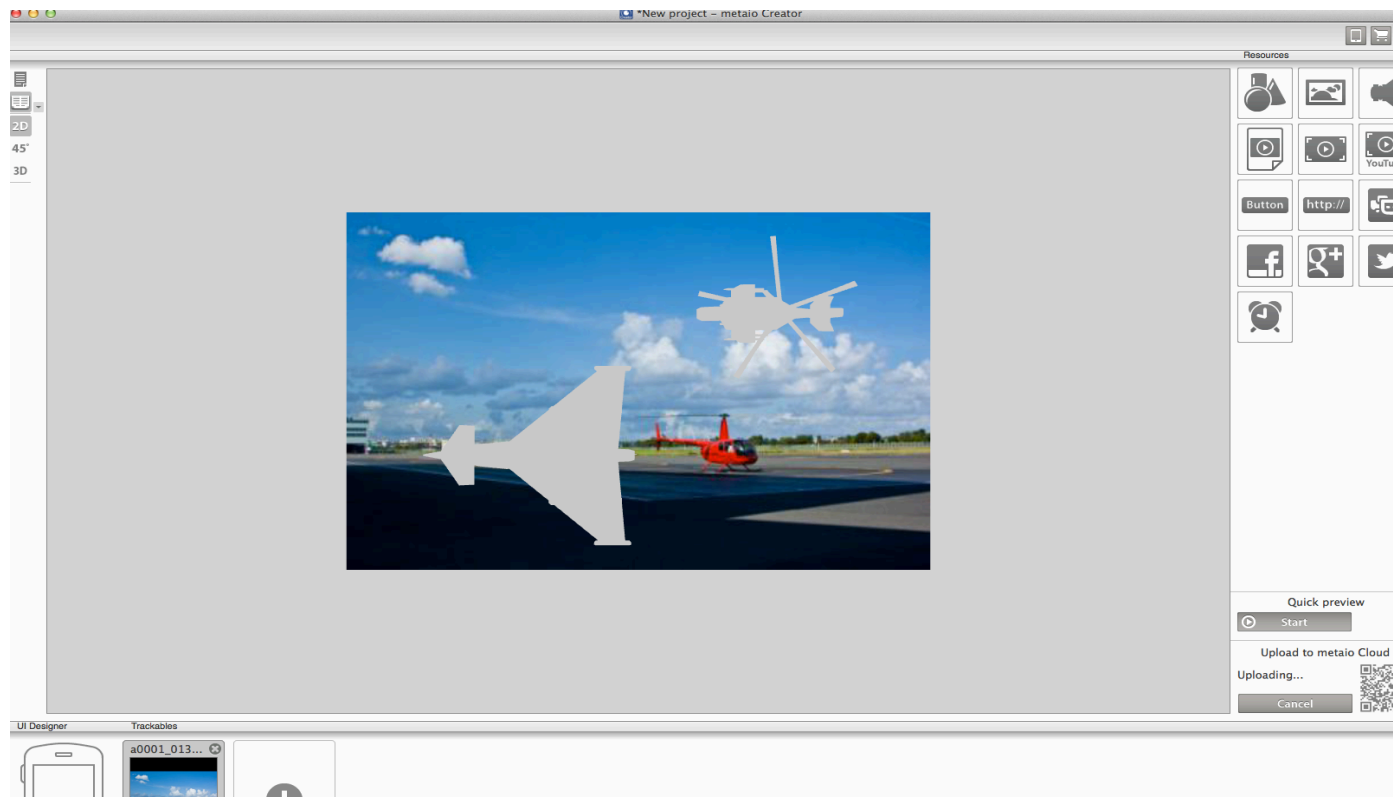 *New project – metaio Creator
Resources
2D
45°
3D
YouTu
Button
http://
f
g+
Quick preview
Start
Upload to metaio Cloud
Uploading...
Cancel
UI Designer
Trackables
a0001_013...